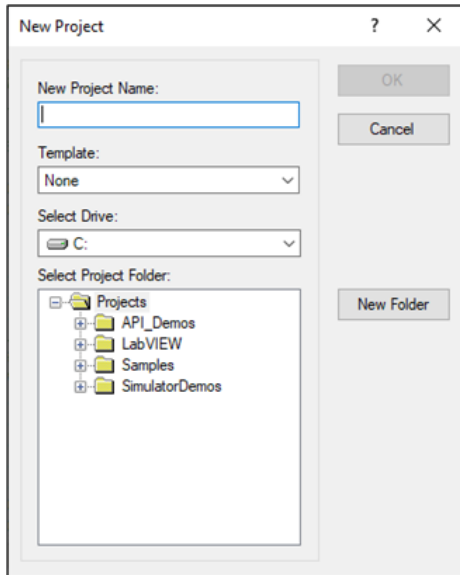 New Project
?
New Project Name:
OK
Cancel
Template:
None
Select Drive:
C:
Select Project Folder:
Projects
New Folder
API_Demos
LabVIEW
Samples
SimulatorDemos